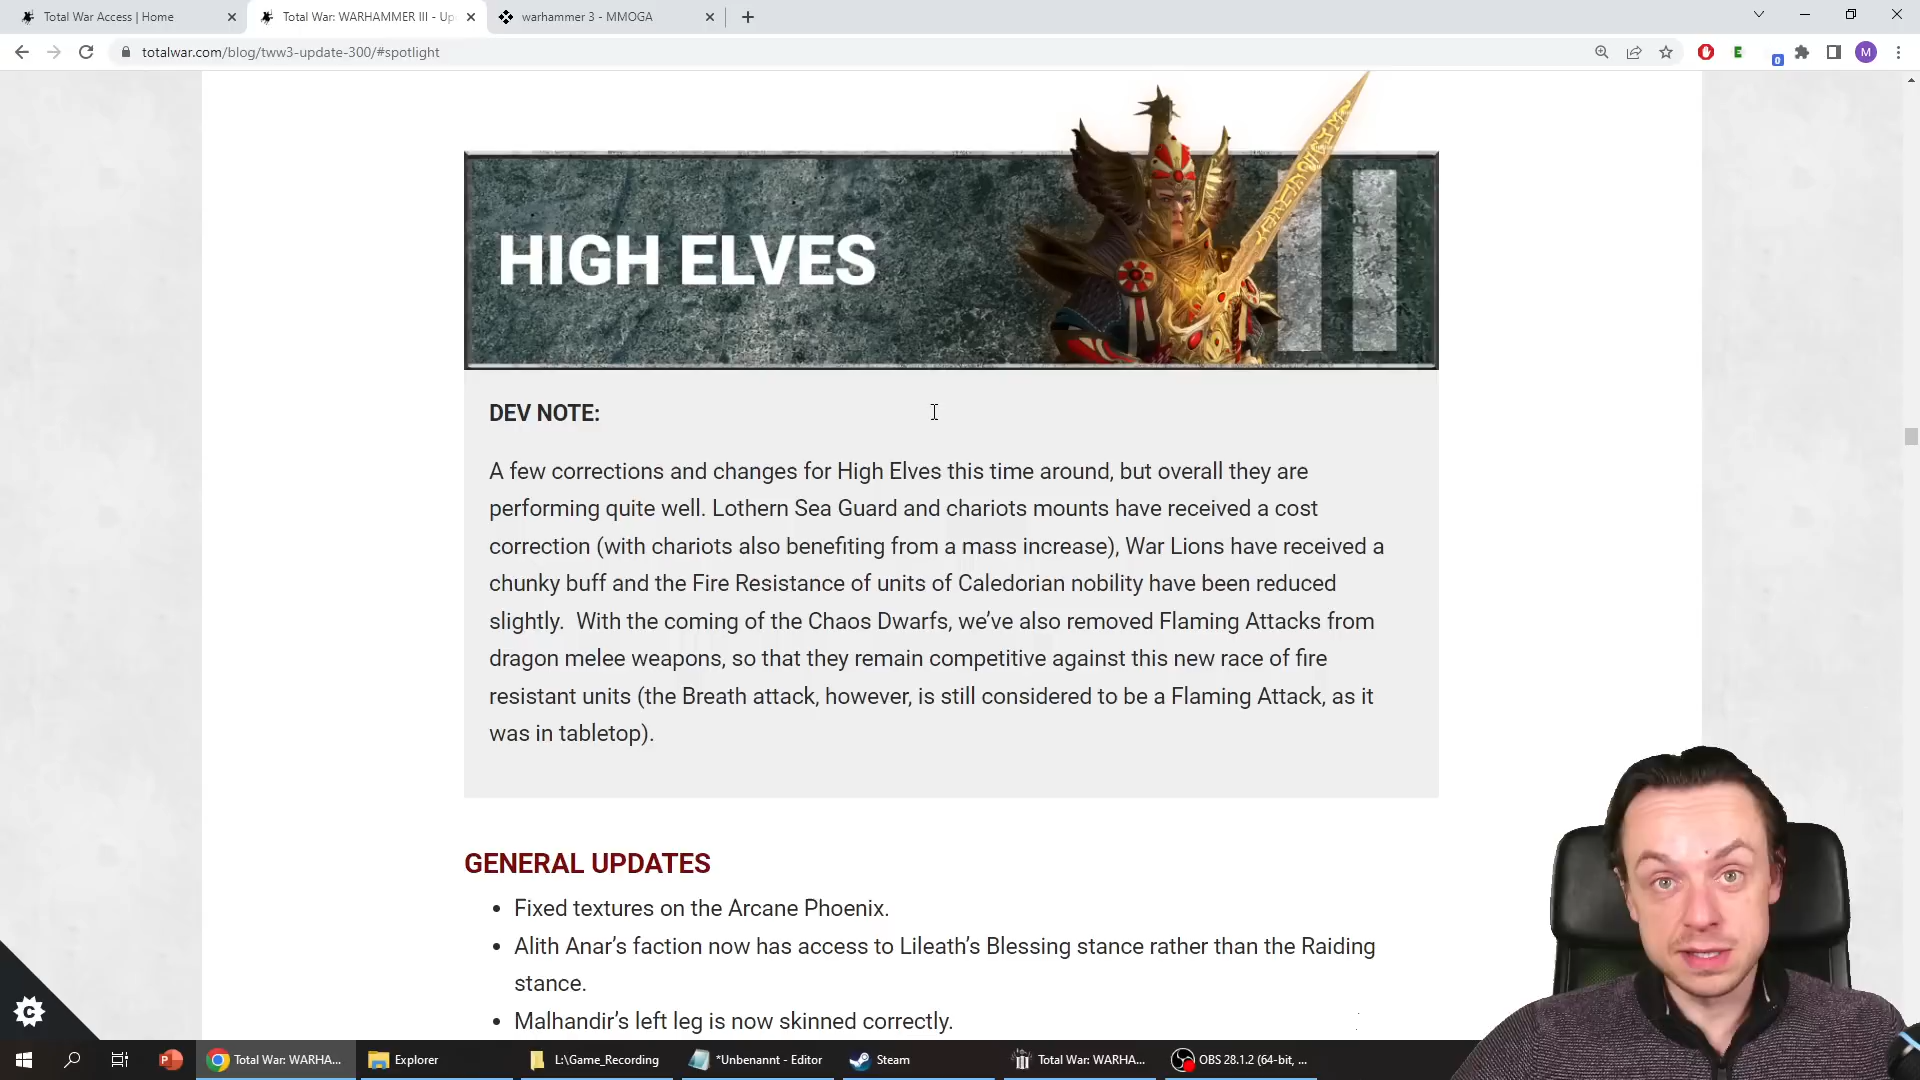 Total War Access | Home
Total War: WARHAMMER III - Up
warhammer 3 - MMOGA
totalwar.com/blog/tww3-update-300/#spotlight
M
0
HIGH ELVES
DEV NOTE:
A few corrections and changes for High Elves this time around, but overall they are
performing quite well. Lothern Sea Guard and chariots mounts have received a cost
correction (with chariots also benefiting from a mass increase), War Lions have received a
chunky buff and the Fire Resistance of units of Caledorian nobility have been reduced
slightly.  With the coming of the Chaos Dwarfs, we’ve also removed Flaming Attacks from
dragon melee weapons, so that they remain competitive against this new race of fire
resistant units (the Breath attack, however, is still considered to be a Flaming Attack, as it
was in tabletop).
GENERAL UPDATES
• Fixed textures on the Arcane Phoenix.
• Alith Anar’s faction now has access to Lileath’s Blessing stance rather than the Raiding
stance.
• Malhandir’s left leg is now skinned correctly.
Total War: WARHA...
Explorer
L:\Game_Recording
*Unbenannt - Editor
Steam
Total War: WARHA...
OBS 28.1.2 (64-bit, ...